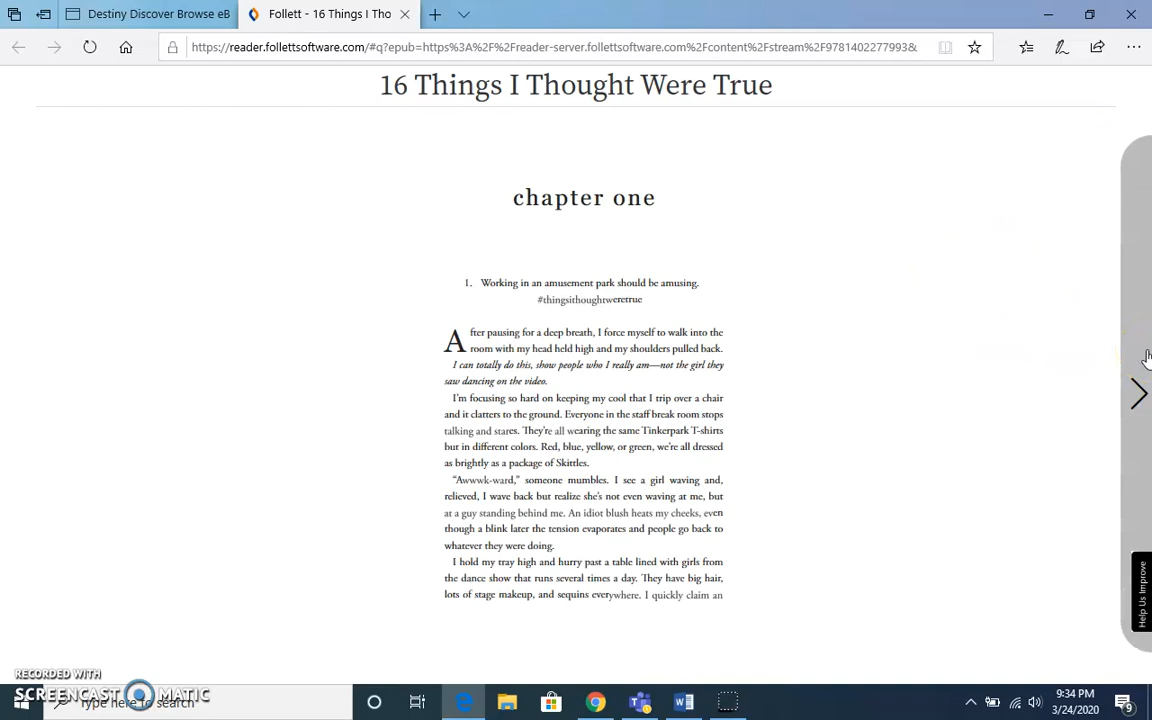 Destiny Discover Browse eB
Follett - 16 Things I Tho
https://reader.follettsoftware.com/#q?epub=https%3A%2F%2Freader-server.follettsoftware.com%2Fcontent%2Fstream%2F9781402277993&
16 Things I Thought Were True
chapter one
1. Working in an amusement park should be amusing.
#thingsithoughtweretrue
After pausing for a deep breath, I force myself to walk into the
room with my head held high and my shoulders pulled back.
I can totally do this, show people who I really am—not the girl they
saw dancing on the video.
I'm focusing so hard on keeping my cool that I trip over a chair
and it clatters to the ground. Everyone in the staff break room stops
talking and stares. They're all wearing the same Tinkerpark T-shirts
but in different colors. Red, blue, yellow, or green, we're all dressed
as brightly as a package of Skittles.
"Awwwk-ward," someone mumbles. I see a girl waving and,
relieved, I wave back but realize she's not even waving at me, but
at a guy standing behind me. An idiot blush heats my cheeks, even
though a blink later the tension evaporates and people go back to
whatever they were doing.
I hold my tray high and hurry past a table lined with girls from
the dance show that runs several times a day. They have big hair,
lots of stage makeup, and sequins everywhere. I quickly claim an
Help Us Improve
RECORDED WITH
SCREENCAST MATIC
Type here to search
9:34 PM
3/24/2020
9